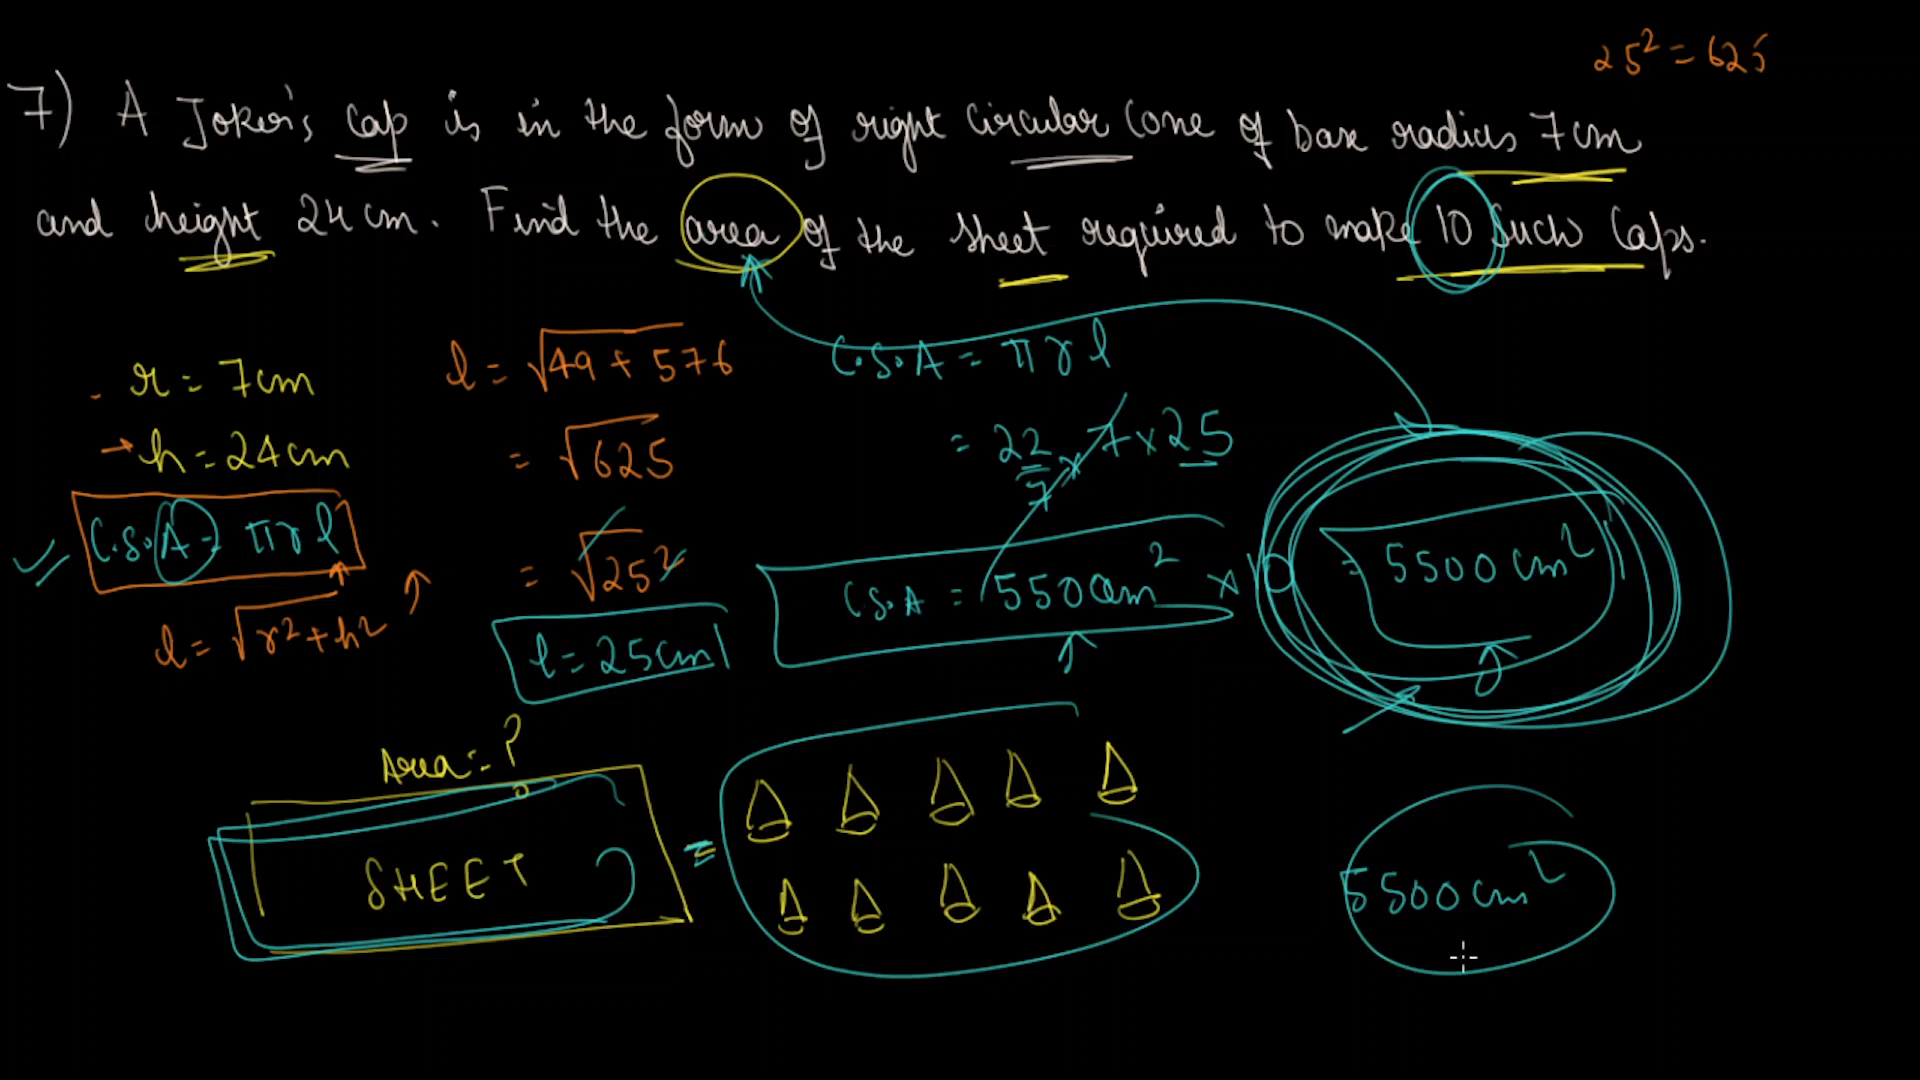 25² = 625
7) A Joker's cap is in the form of right circular cone of base radius 7cm
and height 24 cm. Find the area of the sheet required to make 10 such caps.
r = 7cm
h = 24cm
C.S.A = πrl
l = √r²+h²
l = √49 + 576
= √625
= √25²
l = 25cm
C.S.A = πrl
= 22/7 × 7 × 25
C.S.A = 550cm² × 10 = 5500 cm²
Area = ?
SHEET
=
5500 cm²